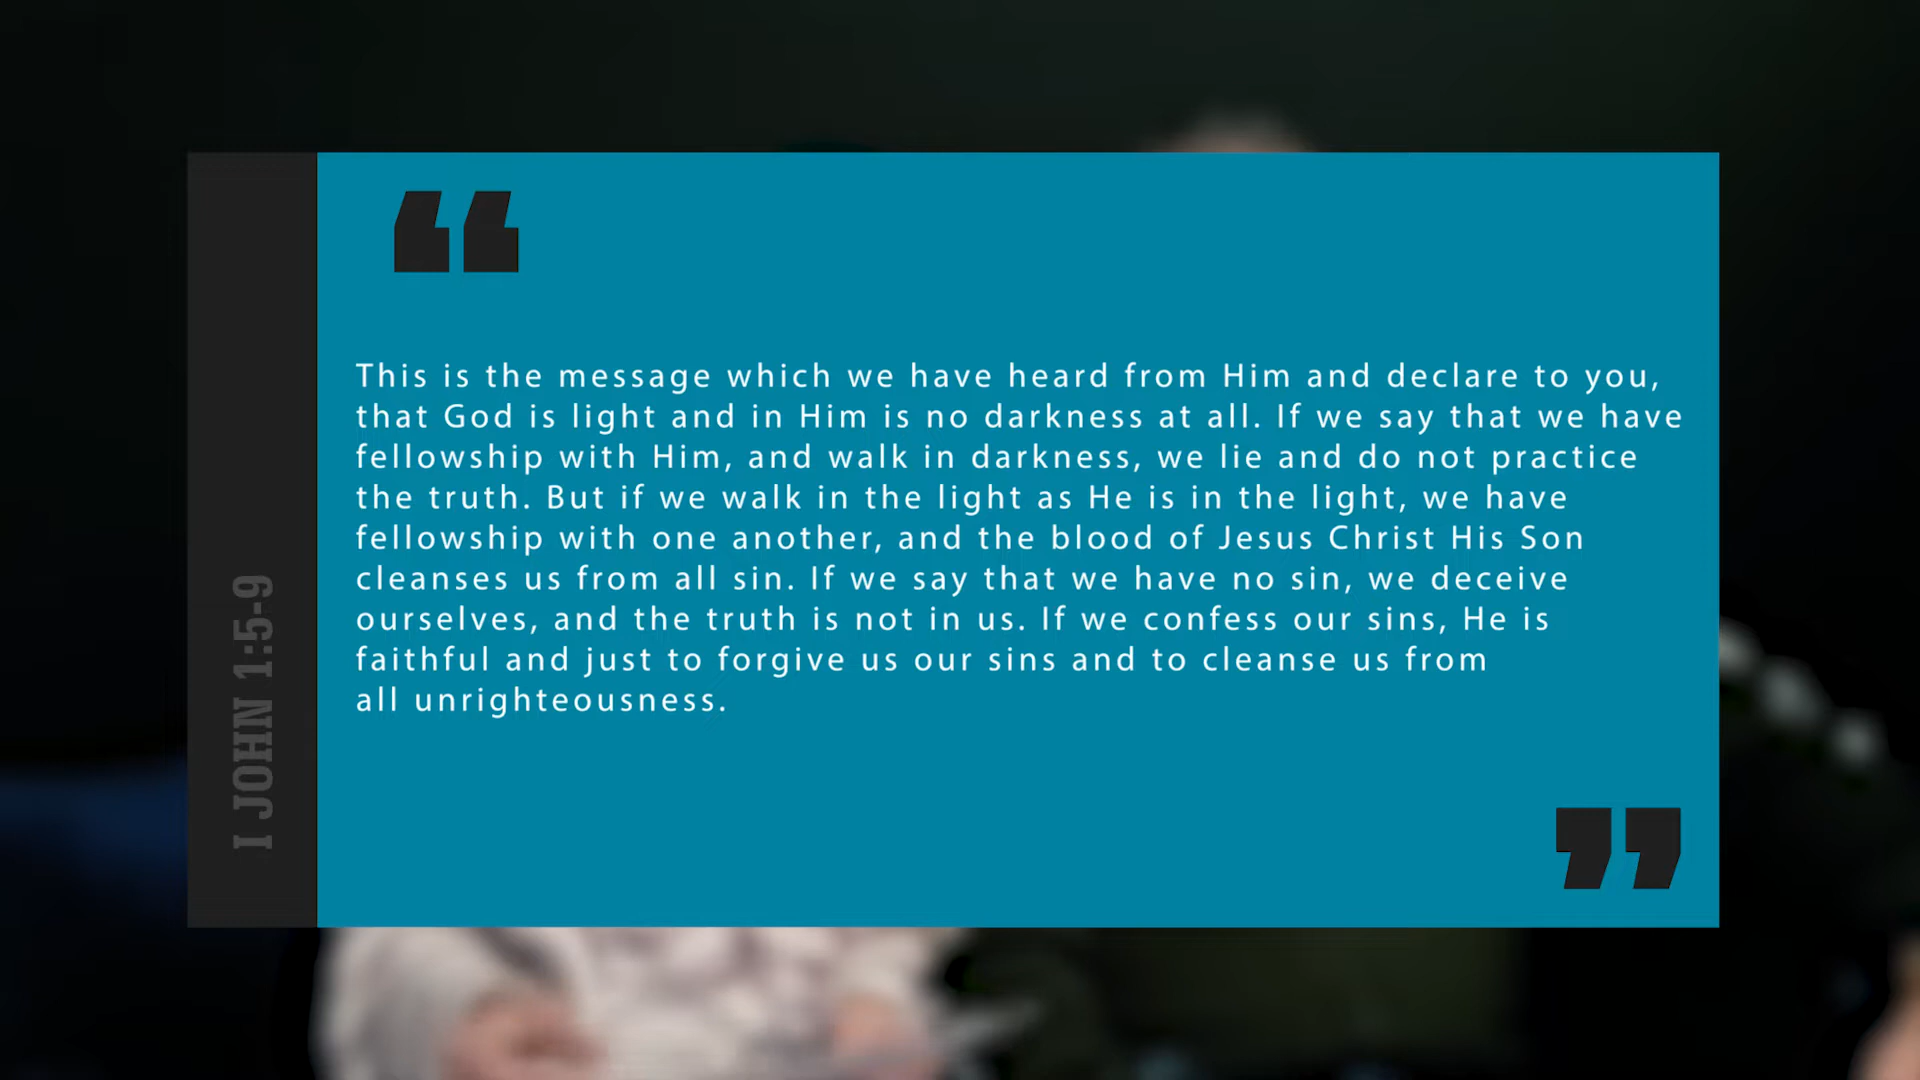 I JOHN 1:5-9
“
This is the message which we have heard from Him and declare to you,
that God is light and in Him is no darkness at all. If we say that we have
fellowship with Him, and walk in darkness, we lie and do not practice
the truth. But if we walk in the light as He is in the light, we have
fellowship with one another, and the blood of Jesus Christ His Son
cleanses us from all sin. If we say that we have no sin, we deceive
ourselves, and the truth is not in us. If we confess our sins, He is
faithful and just to forgive us our sins and to cleanse us from
all unrighteousness.
”